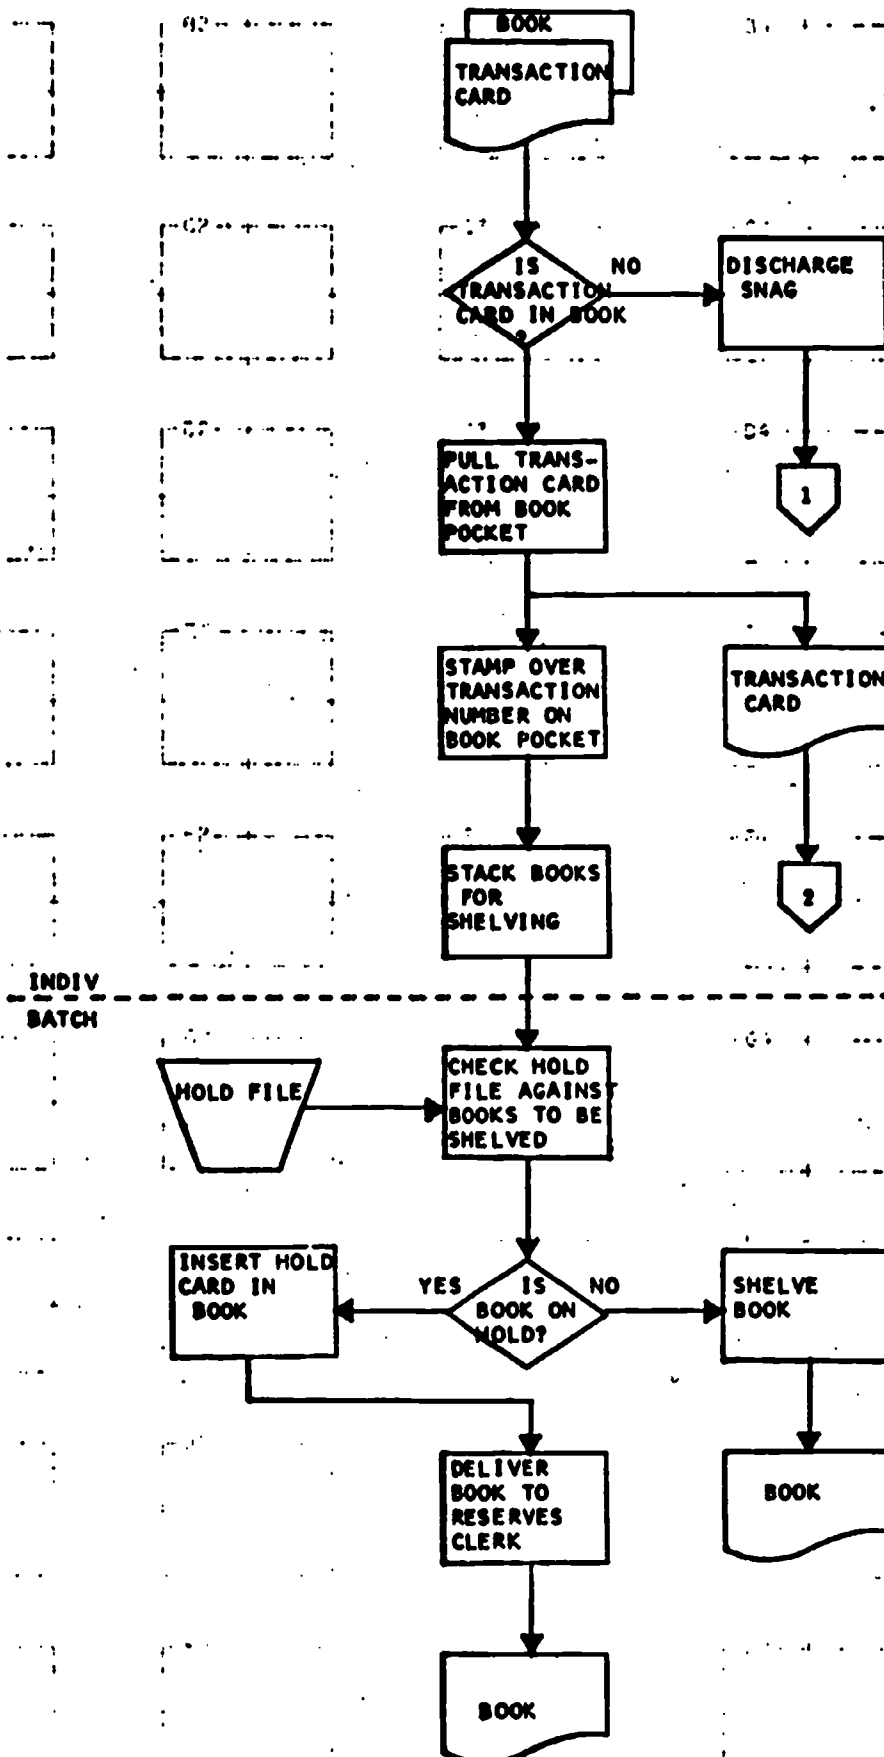 BOOK
TRANSACTION
CARD
IS
TRANSACTION
CARD IN BOOK
?
NO
DISCHARGE
SNAG
PULL TRANS-
ACTION CARD
FROM BOOK
POCKET
1
STAMP OVER
TRANSACTION
NUMBER ON
BOOK POCKET
TRANSACTION
CARD
STACK BOOKS
FOR
SHELVING
2
INDIV
BATCH
HOLD FILE
CHECK HOLD
FILE AGAINST
BOOKS TO BE
SHELVED
INSERT HOLD
CARD IN
BOOK
YES
IS
BOOK ON
HOLD?
NO
SHELVE
BOOK
DELIVER
BOOK TO
RESERVES
CLERK
BOOK
BOOK